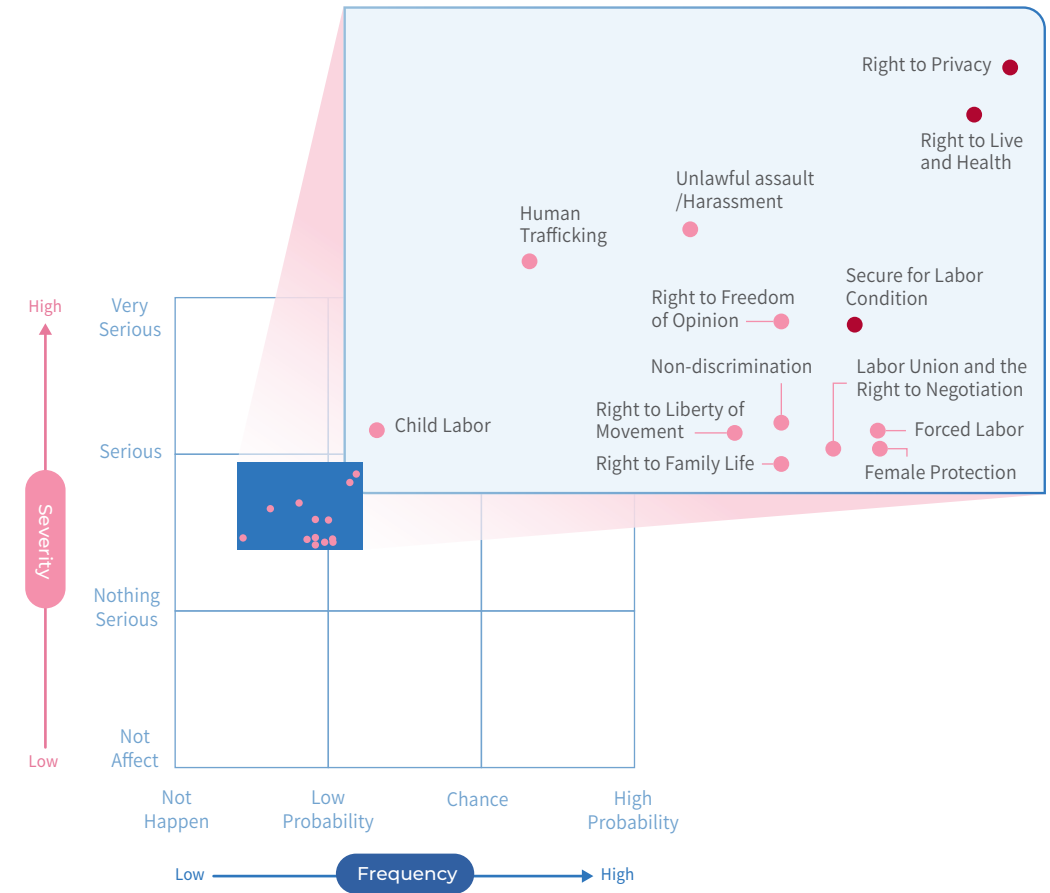 Right to Privacy
Right to Live
and Health
Unlawful assault
/Harassment
Human
Trafficking
Secure for Labor
Condition
Right to Freedom
of Opinion
Non-discrimination
Labor Union and the
Right to Negotiation
Right to Liberty of
Movement
Child Labor
Forced Labor
Right to Family Life
Female Protection
High
Severity
Low
Very
Serious
Serious
Nothing
Serious
Not
Affect
Not
Happen
Low
Probability
Chance
High
Probability
Low
Frequency
High